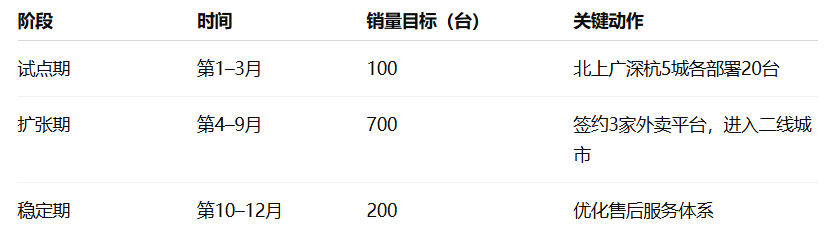 阶段 时间 销量目标（台） 关键动作
试点期 第1–3月 100 北上广深杭5城各部署20台
扩张期 第4–9月 700 签约3家外卖平台，进入二线城
市
稳定期 第10–12月 200 优化售后服务体系